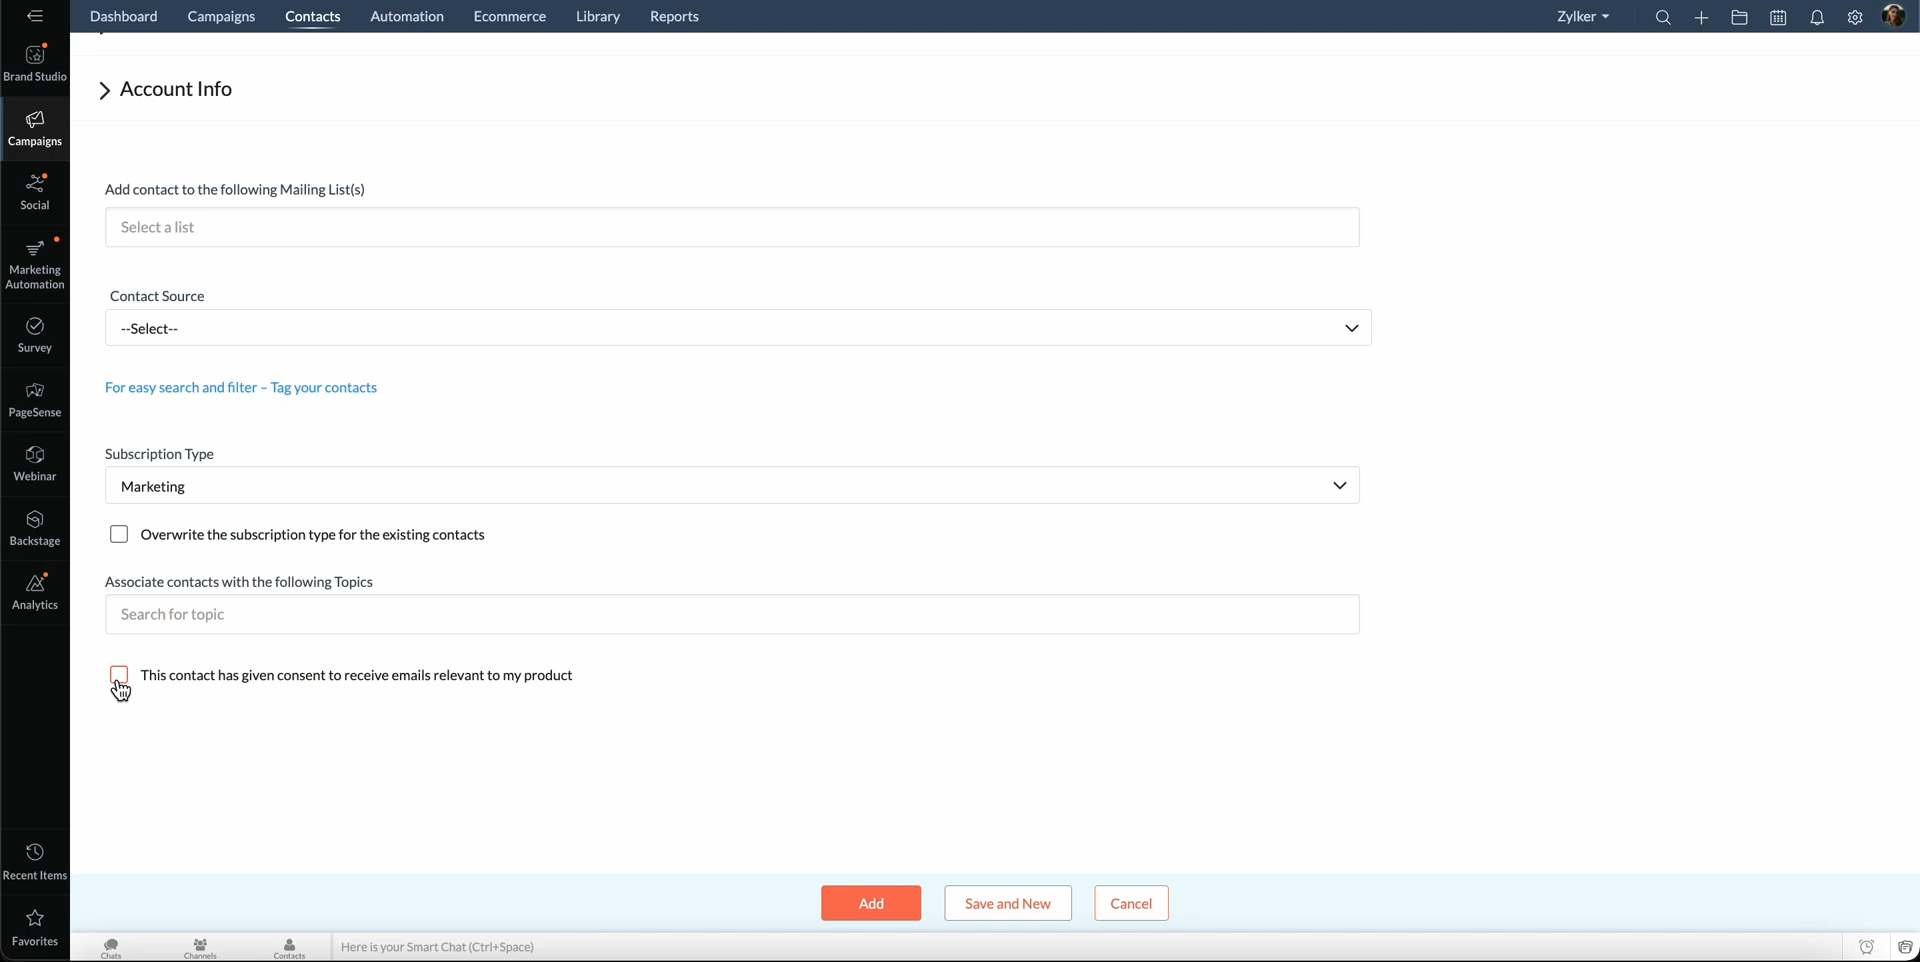 Dashboard Campaigns Contacts Automation Ecommerce Library Reports Zylker
Brand Studio
Campaigns
Social
Marketing
Automation
Survey
PageSense
Webinar
Backstage
Analytics
Recent Items
Favorites
Account Info
Add contact to the following Mailing List(s)
Select a list
Contact Source
--Select--
For easy search and filter – Tag your contacts
Subscription Type
Marketing
Overwrite the subscription type for the existing contacts
Associate contacts with the following Topics
Search for topic
This contact has given consent to receive emails relevant to my product
Add Save and New Cancel
Chats Channels Contacts Here is your Smart Chat (Ctrl+Space)